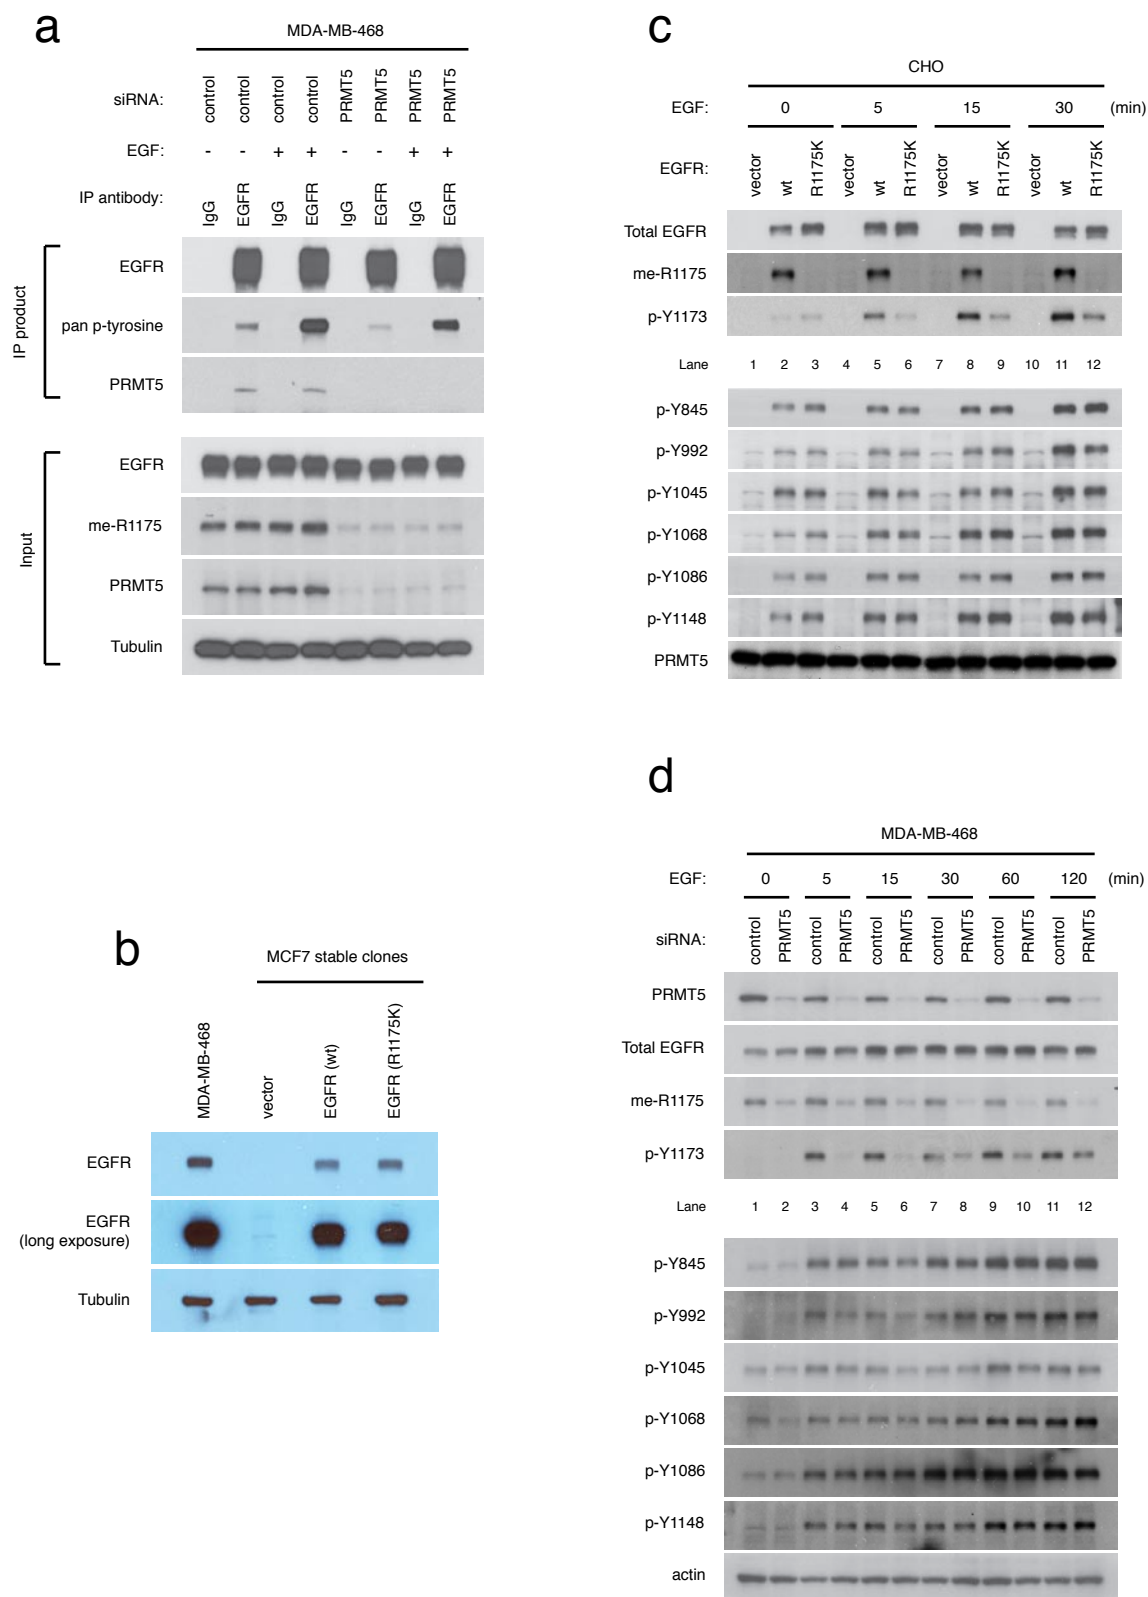 a
MDA-MB-468
siRNA: control control control control PRMT5 PRMT5 PRMT5 PRMT5
EGF: - - + + - - + +
IP antibody: IgG EGFR IgG EGFR IgG EGFR IgG EGFR
IP product
EGFR
pan p-tyrosine
PRMT5
Input
EGFR
me-R1175
PRMT5
Tubulin
b
MCF7 stable clones
MDA-MB-468 vector EGFR (wt) EGFR (R1175K)
EGFR
EGFR
(long exposure)
Tubulin
c
CHO
EGF: 0 5 15 30 (min)
EGFR: vector wt R1175K vector wt R1175K vector wt R1175K vector wt R1175K
Total EGFR
me-R1175
p-Y1173
Lane 1 2 3 4 5 6 7 8 9 10 11 12
p-Y845
p-Y992
p-Y1045
p-Y1068
p-Y1086
p-Y1148
PRMT5
d
MDA-MB-468
EGF: 0 5 15 30 60 120 (min)
siRNA: control PRMT5 control PRMT5 control PRMT5 control PRMT5 control PRMT5 control PRMT5
PRMT5
Total EGFR
me-R1175
p-Y1173
Lane 1 2 3 4 5 6 7 8 9 10 11 12
p-Y845
p-Y992
p-Y1045
p-Y1068
p-Y1086
p-Y1148
actin